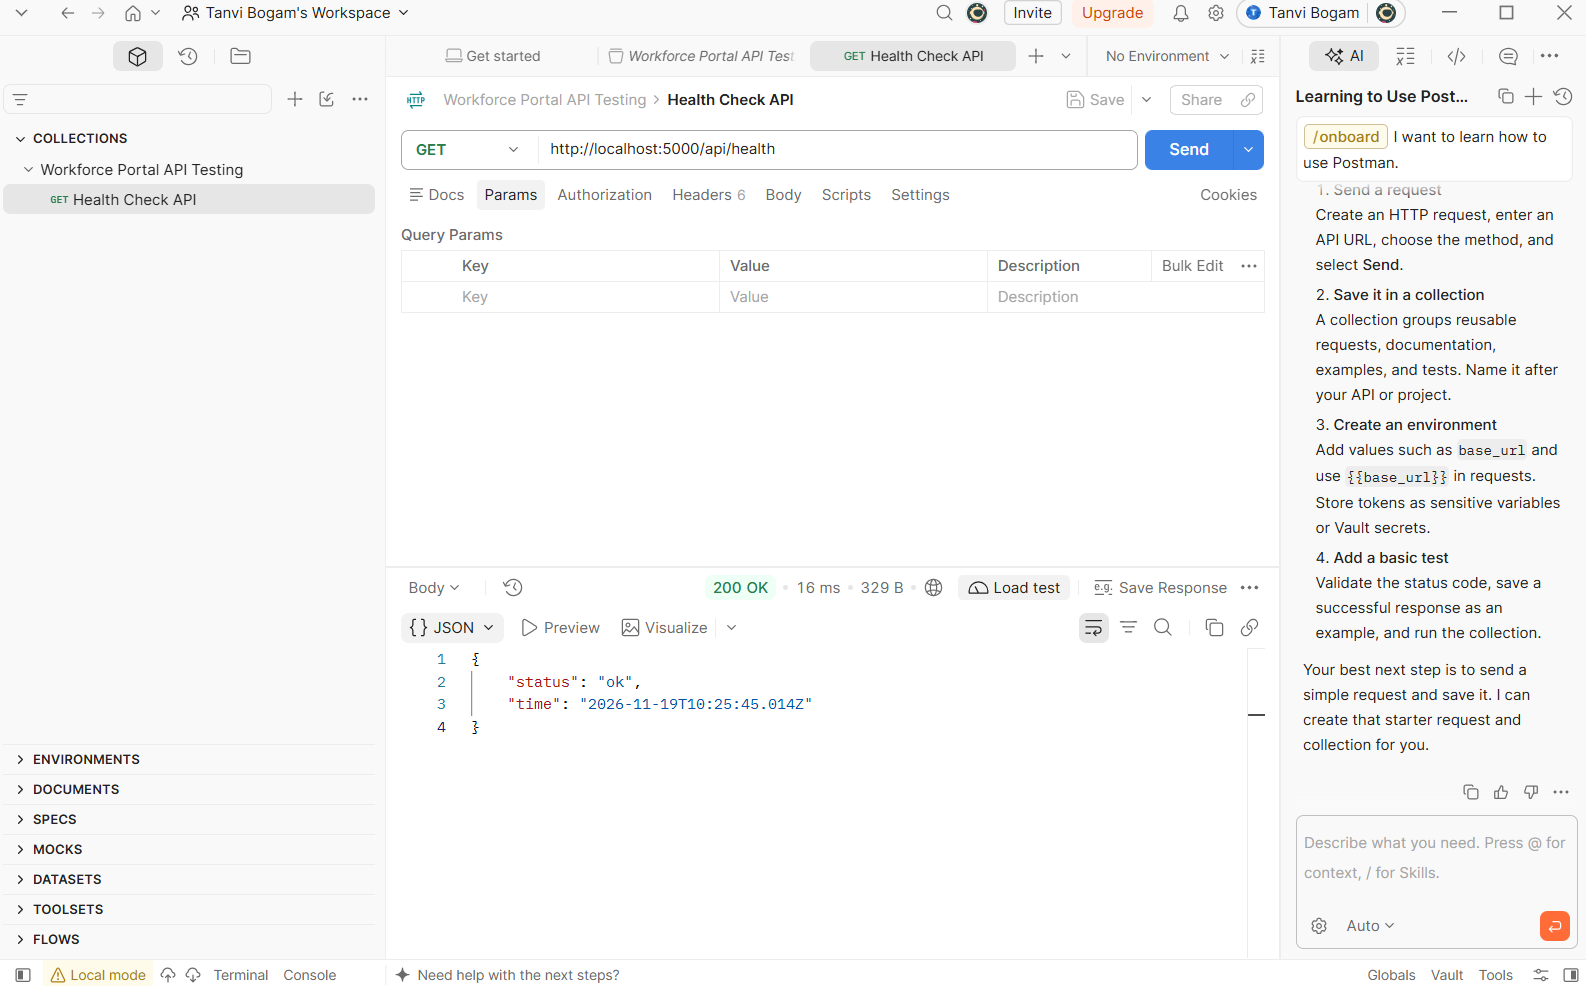 Tanvi Bogam's Workspace
Invite
Upgrade
Tanvi Bogam
Get started
Workforce Portal API Test
GET Health Check API
No Environment
AI
HTTP
Workforce Portal API Testing > Health Check API
Save
Share
Learning to Use Post...
COLLECTIONS
Workforce Portal API Testing
GET Health Check API
GET
http://localhost:5000/api/health
Send
Docs
Params
Authorization
Headers 6
Body
Scripts
Settings
Cookies
Query Params
Key Value Description Bulk Edit
Key Value Description
/onboard I want to learn how to
use Postman.
1. Send a request
Create an HTTP request, enter an
API URL, choose the method, and
select Send.
2. Save it in a collection
A collection groups reusable
requests, documentation,
examples, and tests. Name it after
your API or project.
3. Create an environment
Add values such as base_url and
use {{base_url}} in requests.
Store tokens as sensitive variables
or Vault secrets.
4. Add a basic test
Validate the status code, save a
successful response as an
example, and run the collection.
Your best next step is to send a
simple request and save it. I can
create that starter request and
collection for you.
Body
200 OK • 16 ms • 329 B •
Load test
e.g. Save Response
{} JSON
Preview
Visualize
1 {
2 "status": "ok",
3 "time": "2026-11-19T10:25:45.014Z"
4 }
ENVIRONMENTS
DOCUMENTS
SPECS
MOCKS
DATASETS
TOOLSETS
FLOWS
Describe what you need. Press @ for
context, / for Skills.
Auto
Local mode
Terminal
Console
Need help with the next steps?
Globals
Vault
Tools